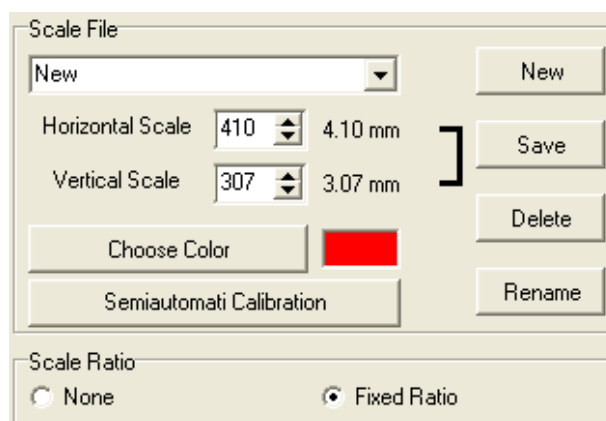 Scale File
New
New
Horizontal Scale 410 4.10 mm
Save
Vertical Scale 307 3.07 mm
Delete
Choose Color
Semiautomati Calibration
Rename
Scale Ratio
None Fixed Ratio